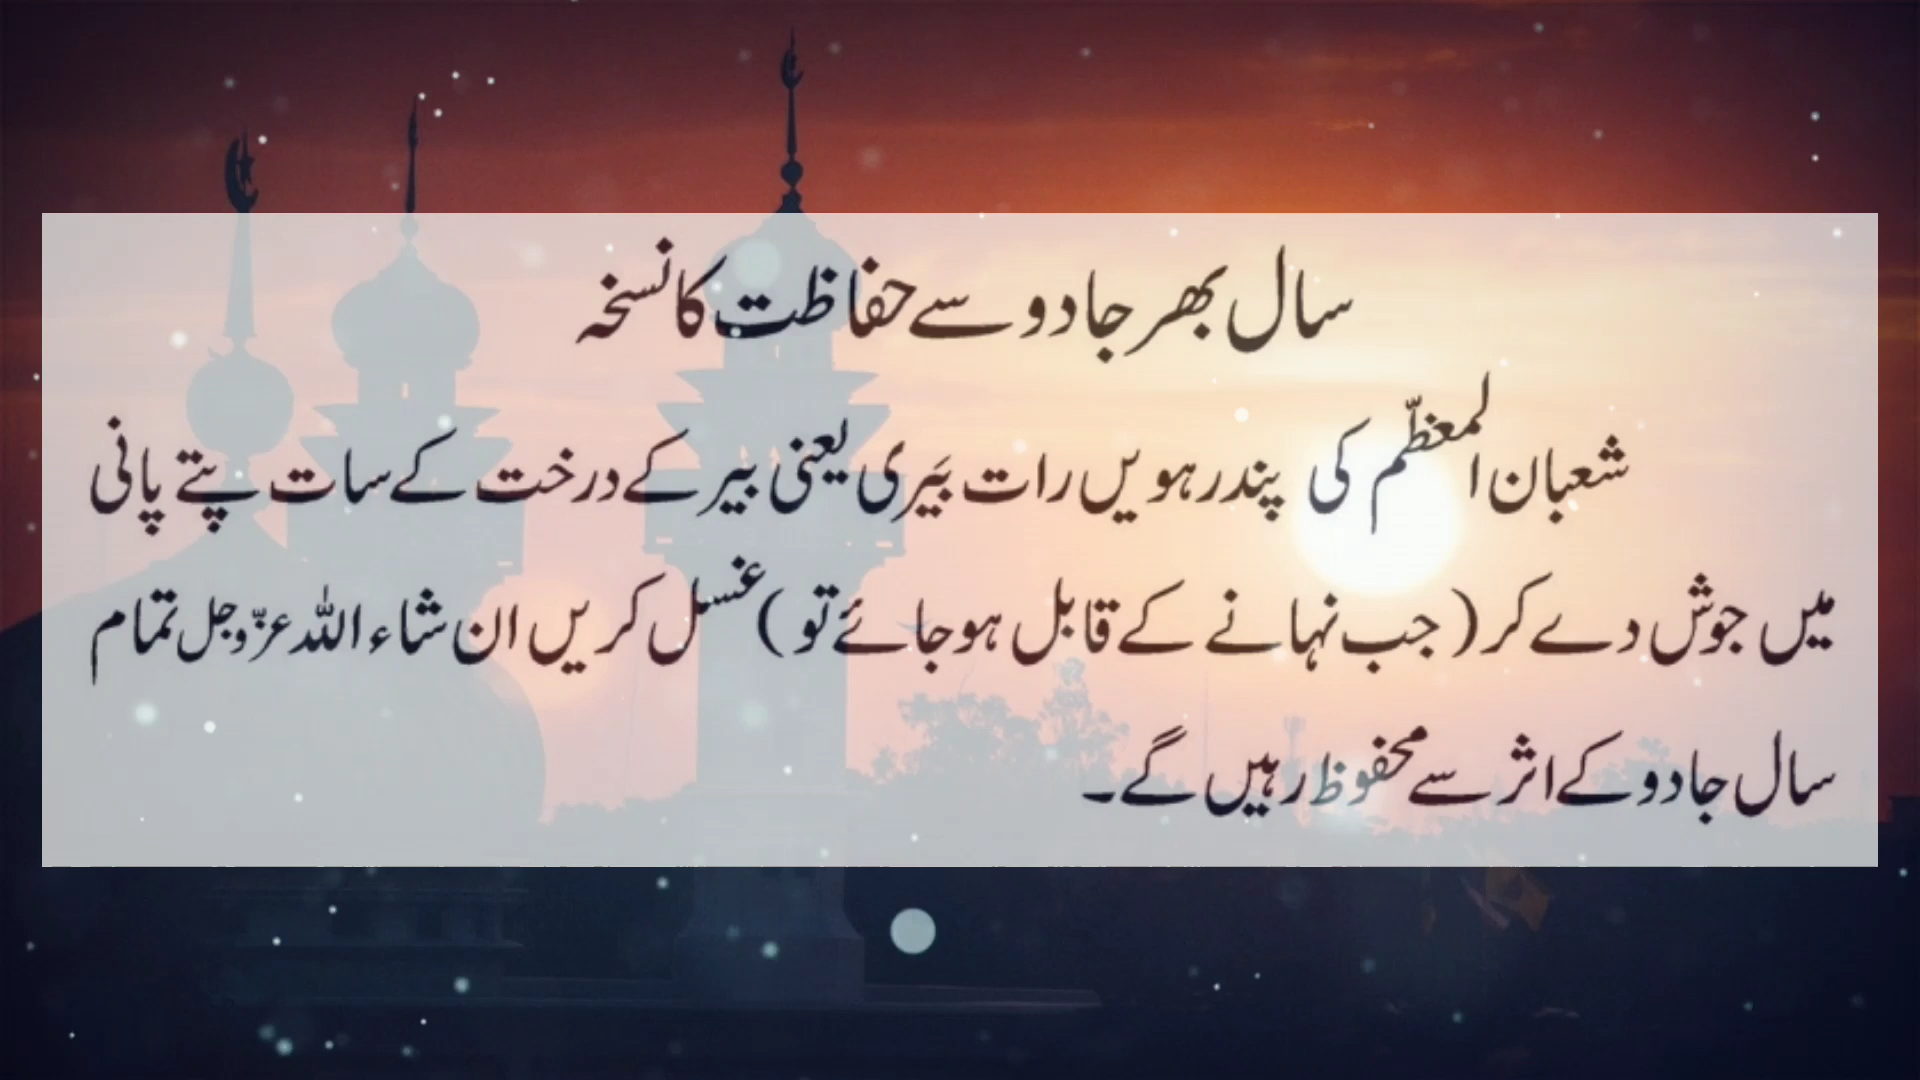 سال بھر جادو سے حفاظت کا نسخہ
شعبان المعظّم کی پندرہویں رات بَیَری یعنی بیر کے درخت کے سات پتے پانی
میں جوش دے کر (جب نہانے کے قابل ہو جائے تو) غسل کریں ان شاء اللہ عزّوجل تمام
سال جادو کے اثر سے محفوظ رہیں گے۔